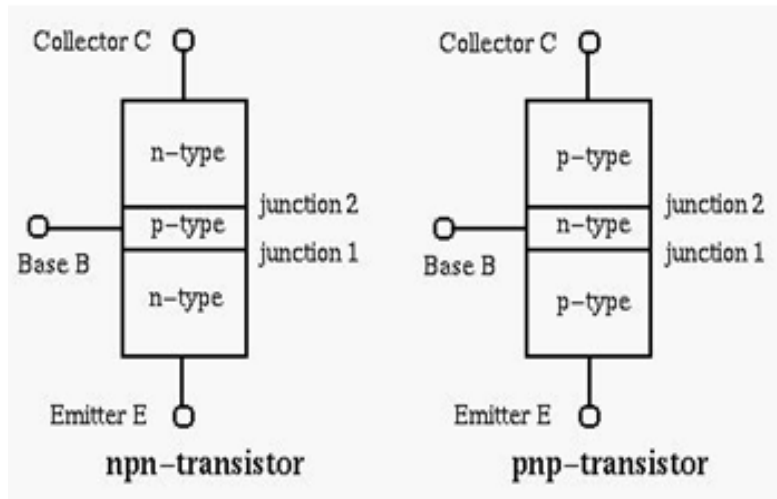 Collector C
n-type
junction 2
p-type
Base B
junction 1
n-type
Emitter E
npn-transistor
Collector C
p-type
junction 2
n-type
Base B
junction 1
p-type
Emitter E
pnp-transistor